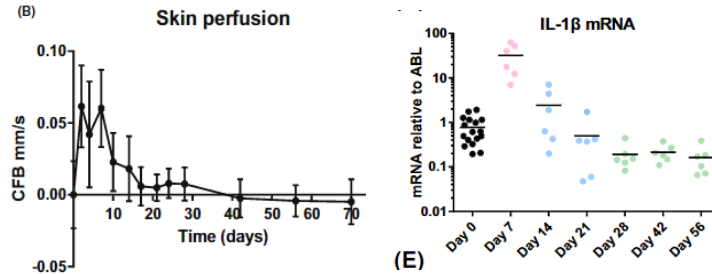 (B)
Skin perfusion
CFB mm/s
0.10
0.05
0.00
-0.05
10 20 30 40 50 60 70
Time (days)
IL-1β mRNA
mRNA relative to ABL
100
10
1
0.1
0.01
Day 0 Day 7 Day 14 Day 21 Day 28 Day 42 Day 56
(E)